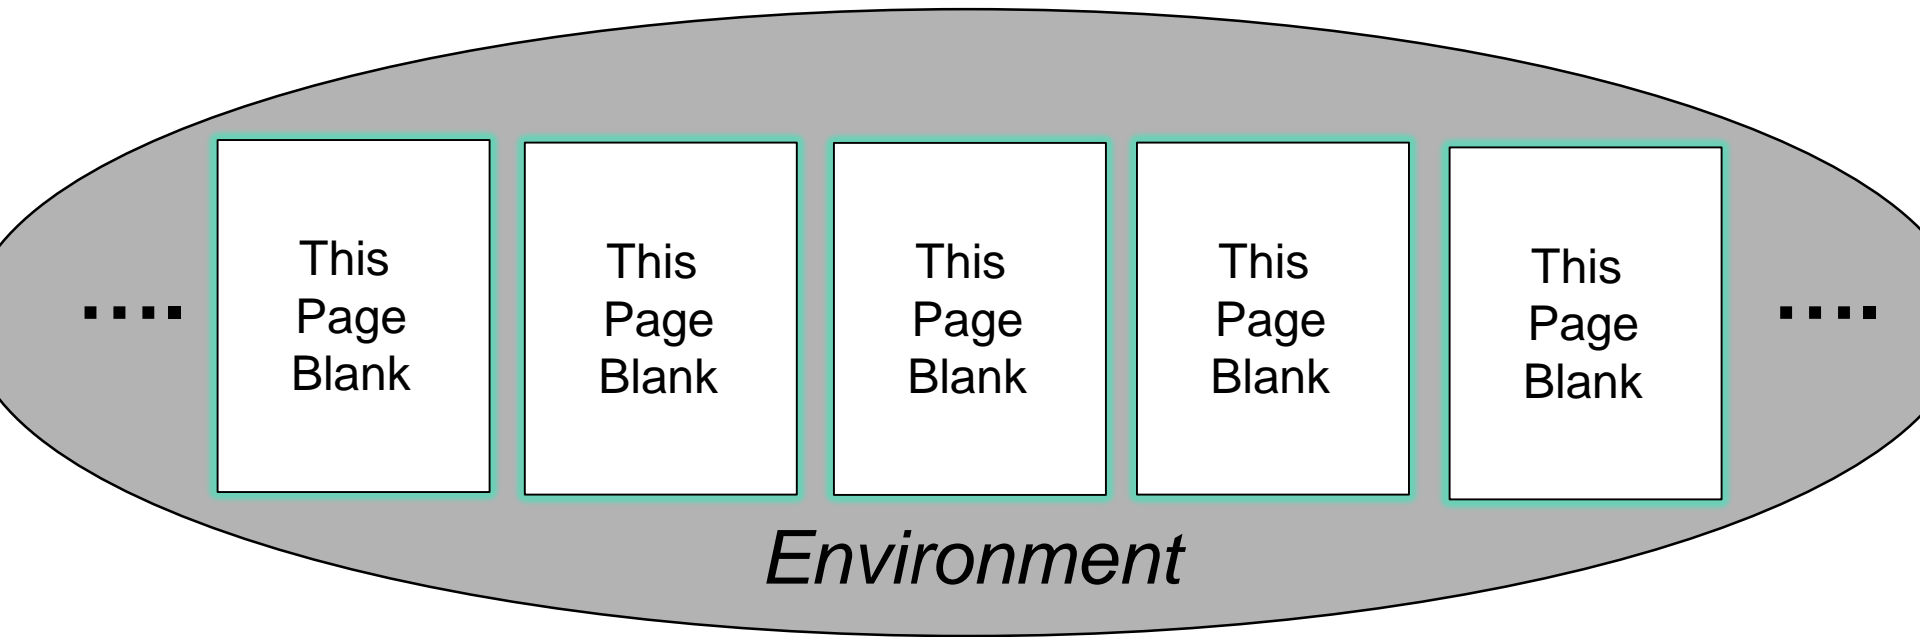 ....
This
Page
Blank
This
Page
Blank
This
Page
Blank
This
Page
Blank
This
Page
Blank
....
Environment